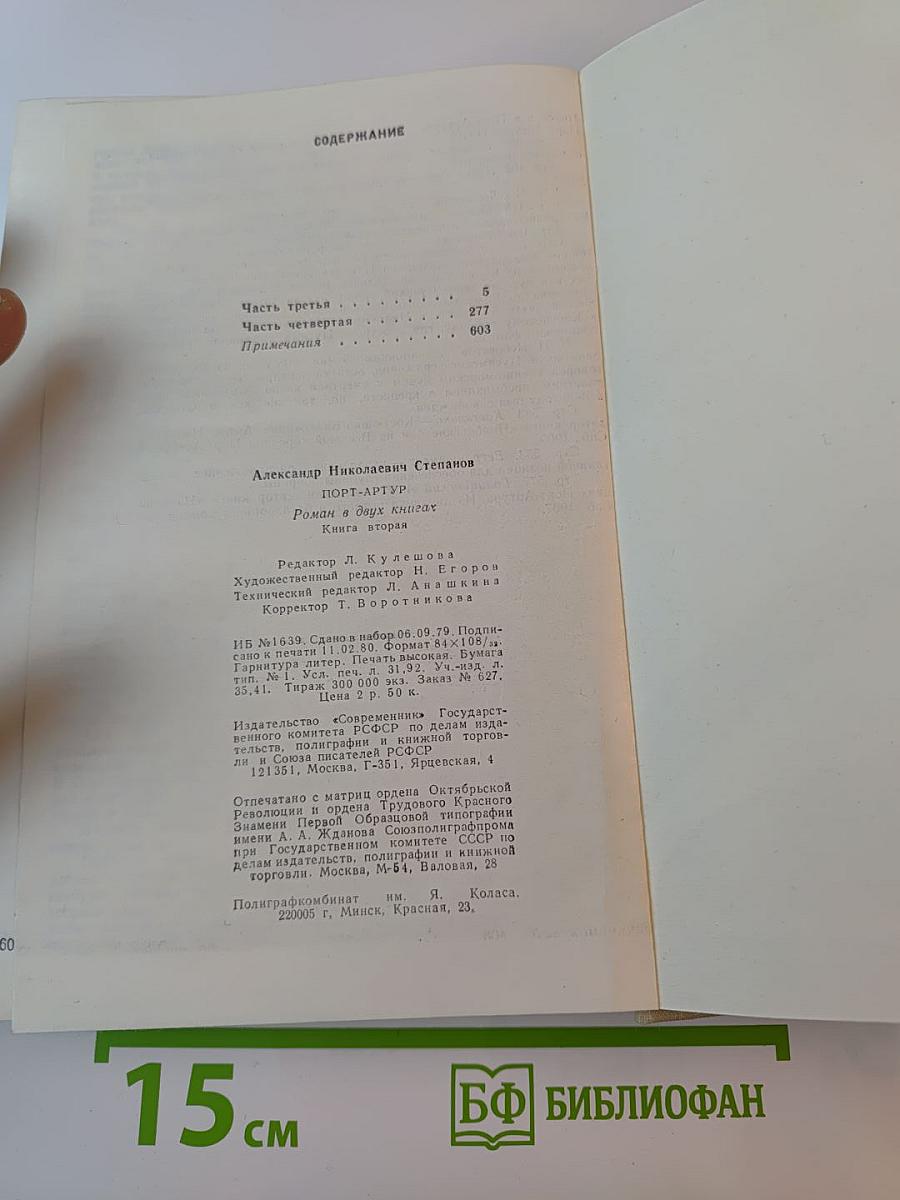 СОДЕРЖАНИЕ
Часть третья . . . . . . . . . 5
Часть четвертая . . . . . . . 277
Примечания . . . . . . . . . 603
Александр Николаевич Степанов
ПОРТ-АРТУР
Роман в двух книгах
Книга вторая
Редактор Л. Кулешова
Художественный редактор Н. Егоров
Технический редактор Л. Анашкина
Корректор Т. Воротникова
ИБ №1639. Сдано в набор 06.09.79. Подпи-
сано к печати 11.02.80. Формат 84×108/32.
Гарнитура литер. Печать высокая. Бумага
тип. № 1. Усл. печ. л. 31,92. Уч.-изд. л.
35,41. Тираж 300 000 экз. Заказ № 627.
Цена 2 р. 50 к.
Издательство «Современник» Государст-
венного комитета РСФСР по делам изда-
тельств, полиграфии и книжной торгов-
ли и Союза писателей РСФСР
121351, Москва, Г-351, Ярцевская, 4
Отпечатано с матриц ордена Октябрьской
Революции и ордена Трудового Красного
Знамени Первой Образцовой типографии
имени А. А. Жданова Союзполиграфпрома
при Государственном комитете СССР по
делам издательств, полиграфии и книжной
торговли. Москва, М-54, Валовая, 28
Полиграфкомбинат им. Я. Коласа.
220005 г, Минск, Красная, 23.
60
15 см
БФ БИБЛИОФАН